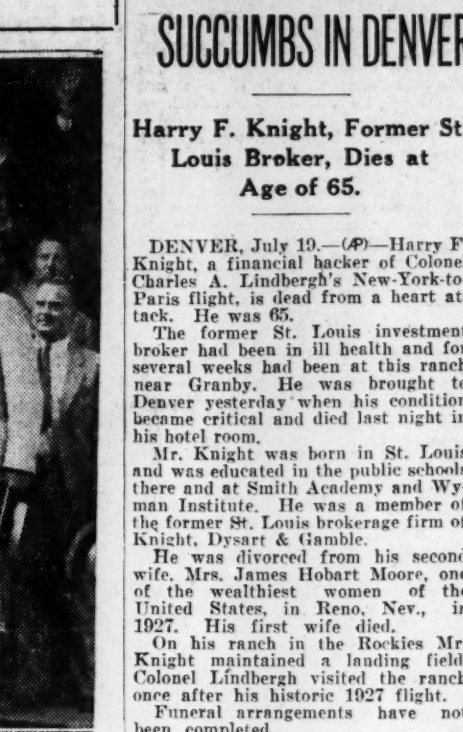 SUCCUMBS IN DENVER
Harry F. Knight, Former St.
Louis Broker, Dies at
Age of 65.
DENVER, July 19.—(AP)—Harry F.
Knight, a financial backer of Colone
Charles A. Lindbergh's New-York-to
Paris flight, is dead from a heart at
tack. He was 65.
The former St. Louis investment
broker had been in ill health and for
several weeks had been at this ranch
near Granby. He was brought to
Denver yesterday when his condition
became critical and died last night in
his hotel room.
Mr. Knight was born in St. Louis
and was educated in the public schools
there and at Smith Academy and Wy-
man Institute. He was a member of
the former St. Louis brokerage firm of
Knight, Dysart & Gamble.
He was divorced from his second
wife, Mrs. James Hobart Moore, one
of the wealthiest women of the
United States, in Reno, Nev., in
1927. His first wife died.
On his ranch in the Rockies Mr.
Knight maintained a landing field.
Colonel Lindbergh visited the ranch
once after his historic 1927 flight.
Funeral arrangements have not
been completed.